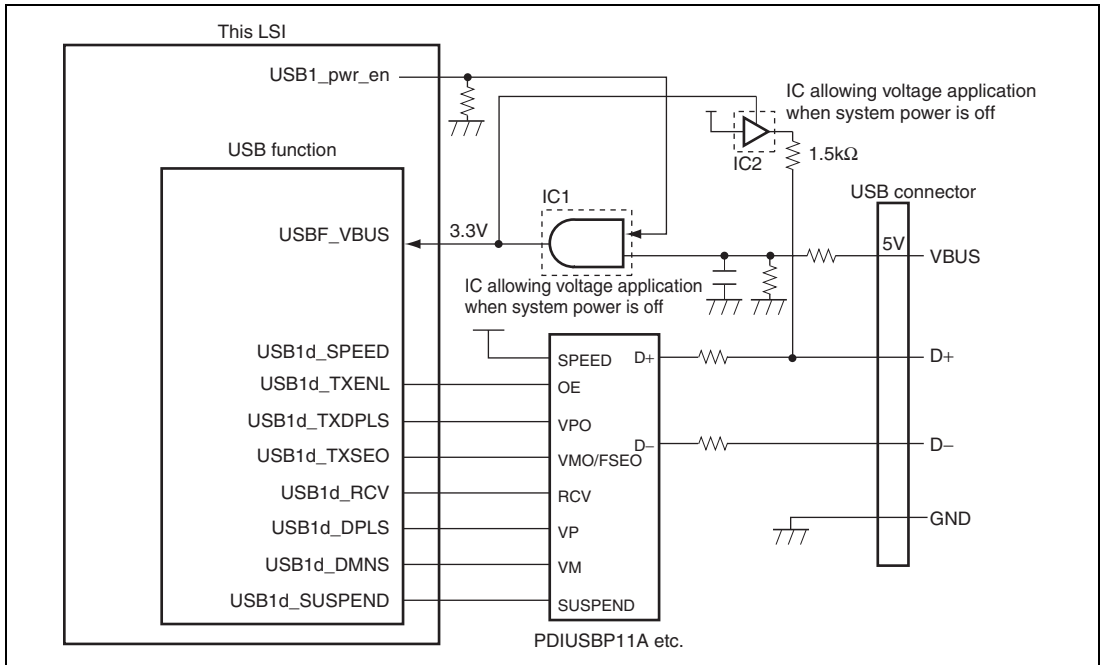 This LSI
USB1_pwr_en
IC allowing voltage application
when system power is off
IC2
1.5kΩ
USB function
IC1
USB connector
USBF_VBUS
3.3V
5V
VBUS
IC allowing voltage application
when system power is off
USB1d_SPEED
SPEED
D+
D+
USB1d_TXENL
OE
USB1d_TXDPLS
VPO
D−
D−
USB1d_TXSEO
VMO/FSEO
USB1d_RCV
RCV
USB1d_DPLS
VP
GND
USB1d_DMNS
VM
USB1d_SUSPEND
SUSPEND
PDIUSBP11A etc.